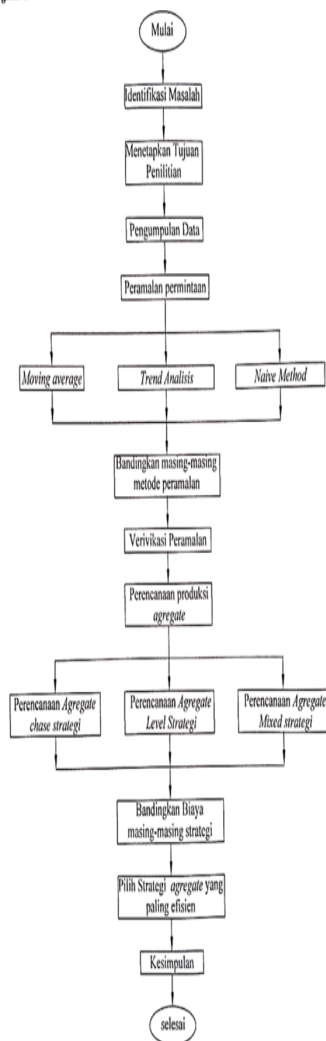 Mulai
Identifikasi Masalah
Menetapkan Tujuan
Penilitian
Pengumpulan Data
Peramalan permintaan
Moving average
Trend Analisis
Naive Method
Bandingkan masing-masing
metode peramalan
Verivikasi Peramalan
Perencanaan produksi
agregate
Perencanaan Agregate
chase strategi
Perencanaan Agregate
Level Strategi
Perencanaan Agregate
Mixed strategi
Bandingkan Biaya
masing-masing strategi
Pilih Strategi agregate yang
paling efisien
Kesimpulan
selesai